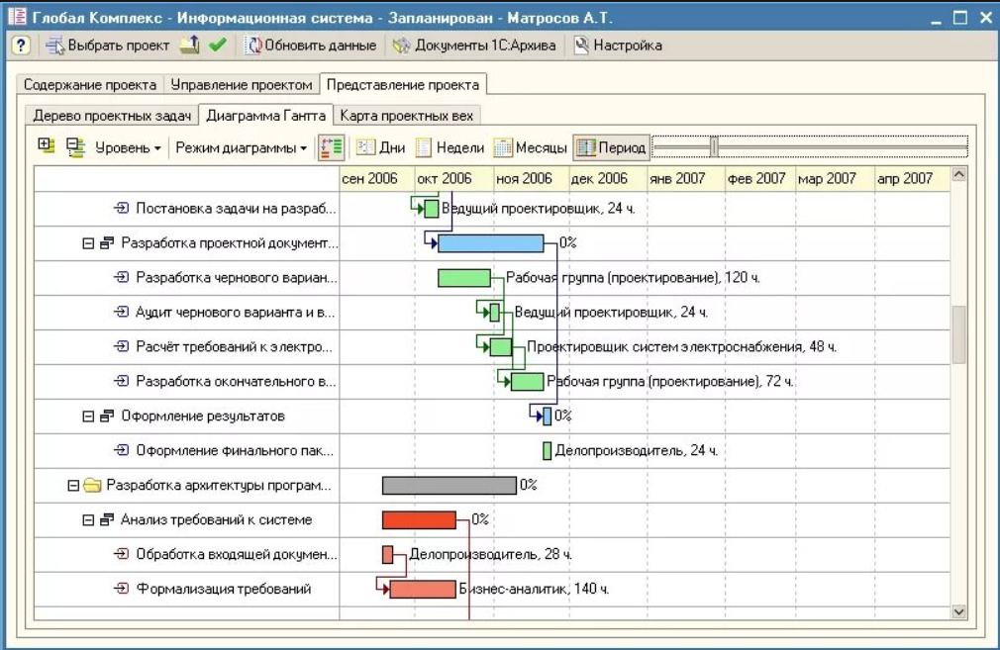 Глобал Комплекс - Информационная система - Запланирован - Матросов А.Т.
? Выбрать проект Обновить данные Документы 1С:Архива Настройка
Содержание проекта Управление проектом Представление проекта
Дерево проектных задач Диаграмма Гантта Карта проектных вех
Уровень Режим диаграммы Дни Недели Месяцы Период
сен 2006 окт 2006 ноя 2006 дек 2006 янв 2007 фев 2007 мар 2007 апр 2007
Постановка задачи на разраб... Ведущий проектировщик, 24 ч.
Разработка проектной документ... 0%
Разработка чернового вариан... Рабочая группа (проектирование), 120 ч.
Аудит чернового варианта и в... Ведущий проектировщик, 24 ч.
Расчёт требований к электро... Проектировщик систем электроснабжения, 48 ч.
Разработка окончательного в... Рабочая группа (проектирование), 72 ч.
Оформление результатов 0%
Оформление финального пак... Делопроизводитель, 24 ч.
Разработка архитектуры програм... 0%
Анализ требований к системе 0%
Обработка входящей докумен... Делопроизводитель, 28 ч.
Формализация требований Бизнес-аналитик, 140 ч.